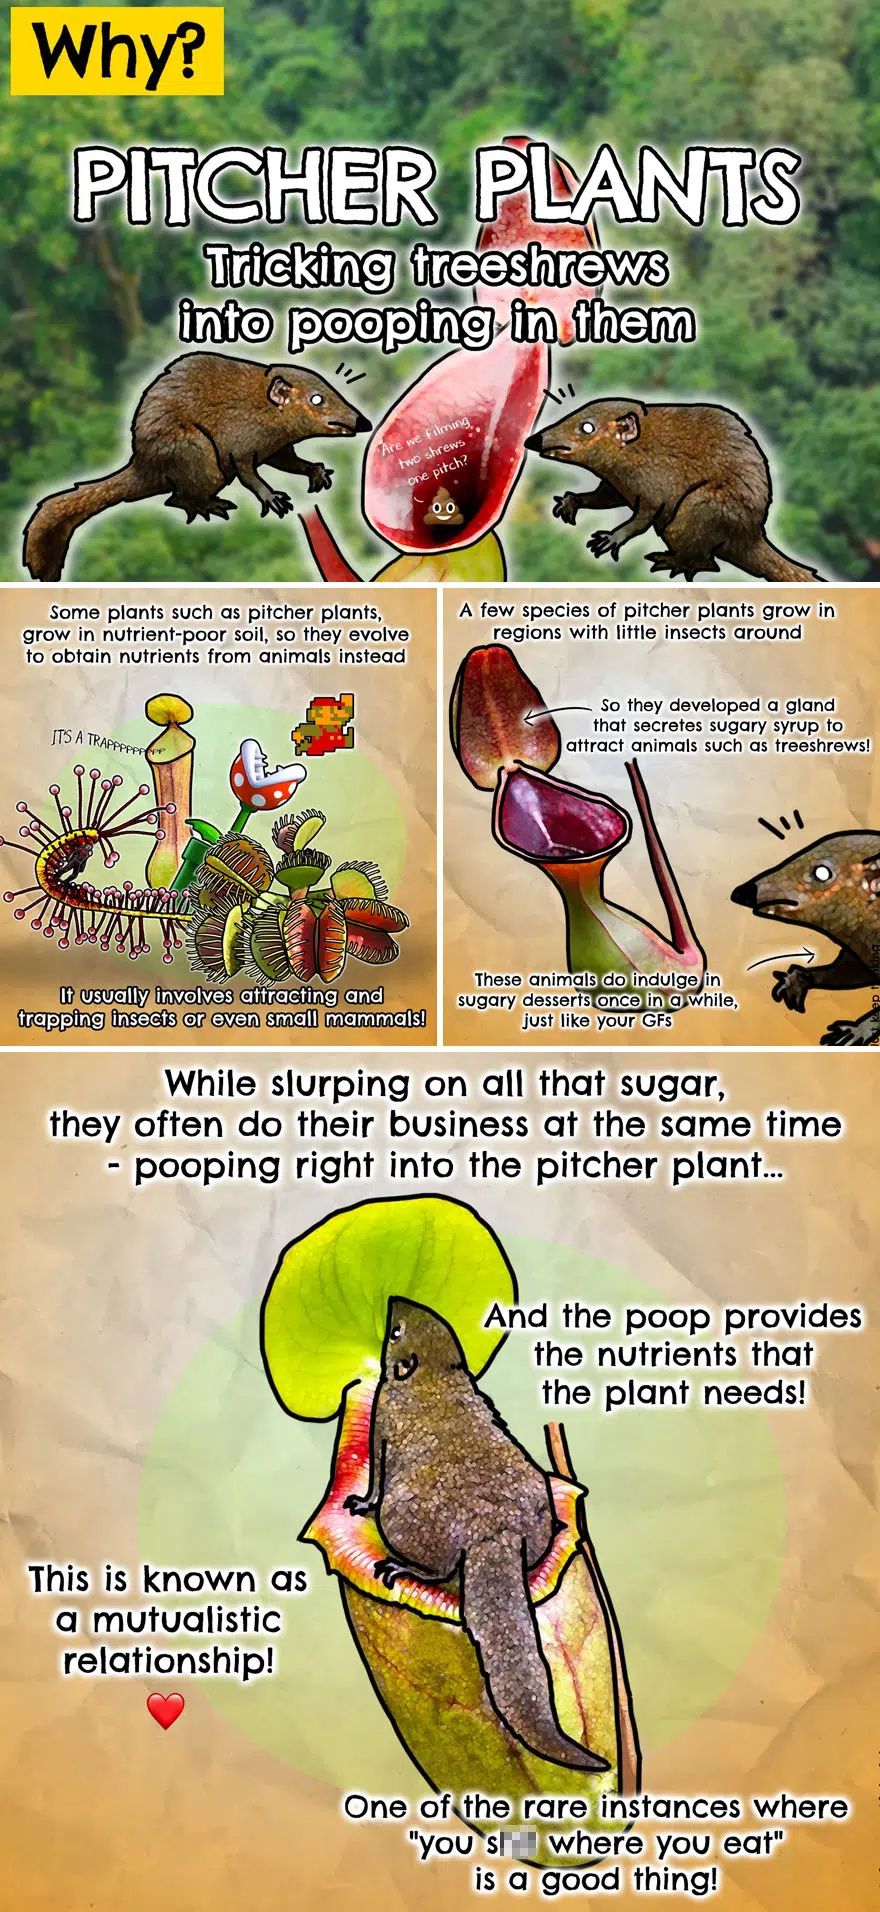 Why?
PITCHER PLANTS
Tricking treeshrews
into pooping in them
Are we filming
two shrews
one pitch?
Some plants such as pitcher plants,
grow in nutrient-poor soil, so they evolve
to obtain nutrients from animals instead
IT'S A TRAPPPPPPPPP
It usually involves attracting and
trapping insects or even small mammals!
A few species of pitcher plants grow in
regions with little insects around
So they developed a gland
that secretes sugary syrup to
attract animals such as treeshrews!
These animals do indulge in
sugary desserts once in a while,
just like your GFs
While slurping on all that sugar,
they often do their business at the same time
- pooping right into the pitcher plant...
And the poop provides
the nutrients that
the plant needs!
This is known as
a mutualistic
relationship!
One of the rare instances where
"you s where you eat"
is a good thing!